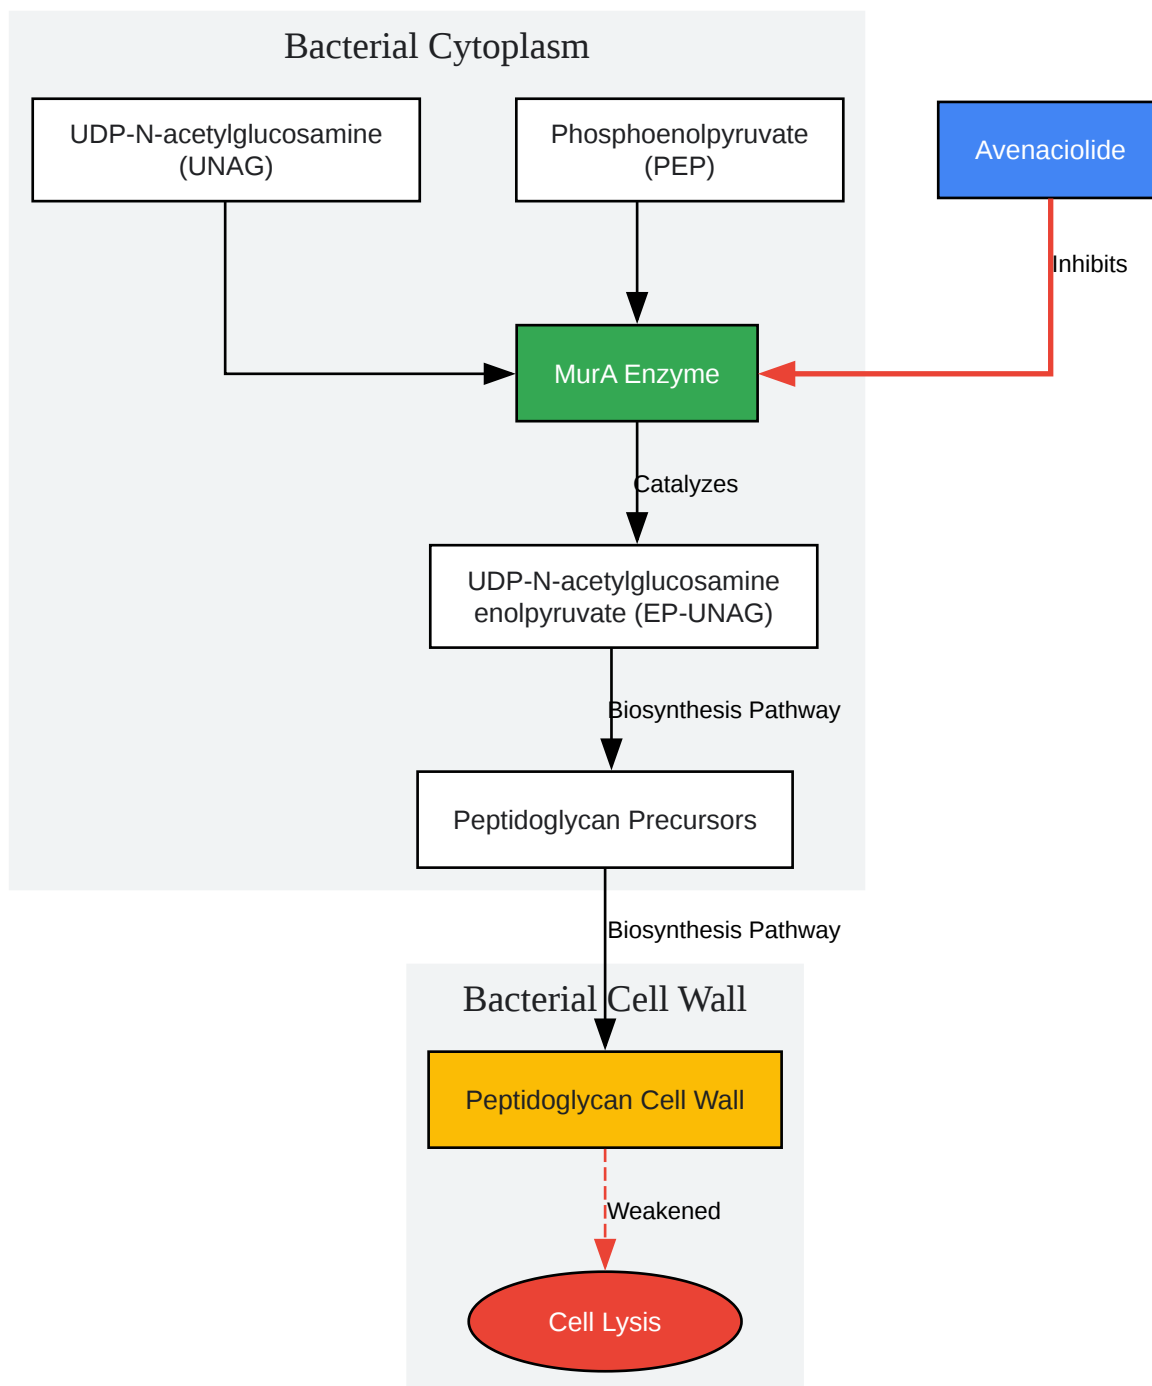 Bacterial Cytoplasm
UDP-N-acetylglucosamine
(UNAG)
Phosphoenolpyruvate
(PEP)
Avenaciolide
Inhibits
MurA Enzyme
Catalyzes
UDP-N-acetylglucosamine
enolpyruvate (EP-UNAG)
Biosynthesis Pathway
Peptidoglycan Precursors
Biosynthesis Pathway
Bacterial Cell Wall
Peptidoglycan Cell Wall
Weakened
Cell Lysis